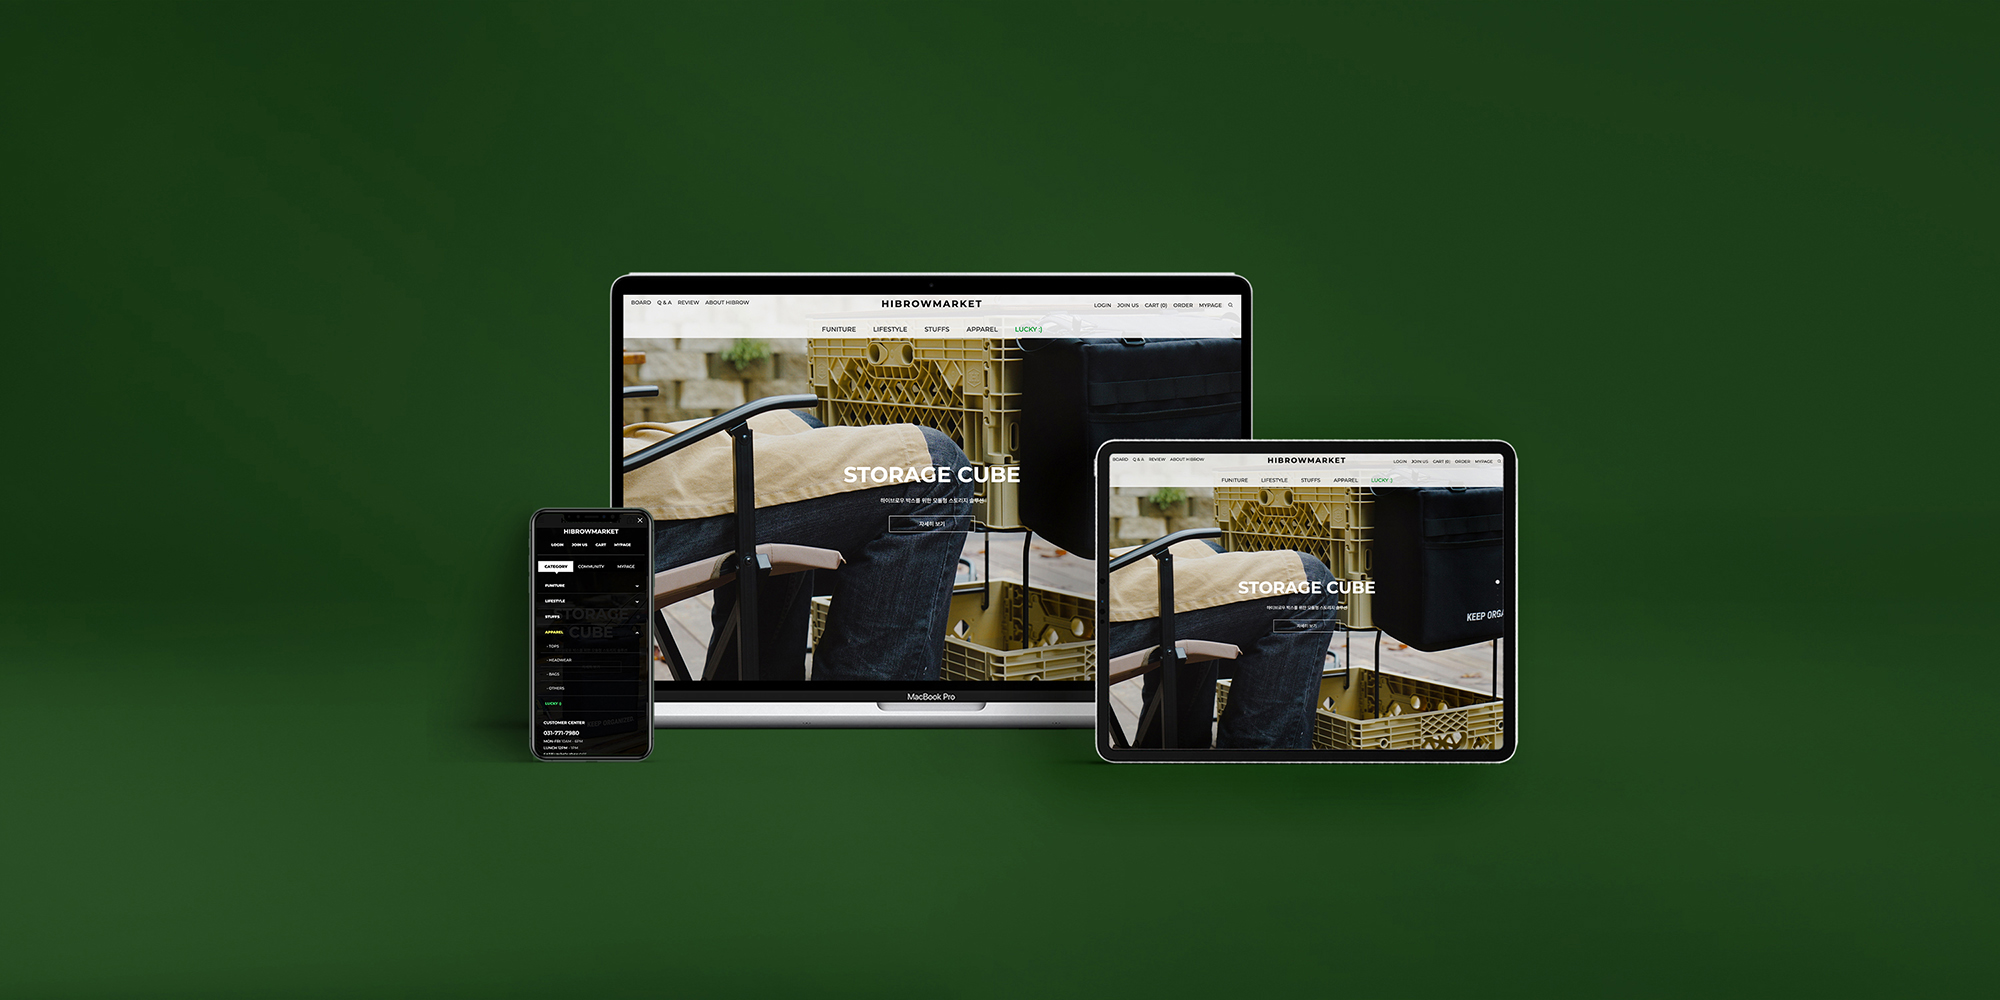 BOARD Q & A REVIEW ABOUT HIBROW
HIBROWMARKET
LOGIN JOIN US CART (0) ORDER MYPAGE
FUNITURE LIFESTYLE STUFFS APPAREL LUCKY :)
STORAGE CUBE
하이브로우 박스를 위한 모듈형 스토리지 솔루션!
자세히 보기
MacBook Pro
HIBROWMARKET
LOGIN JOIN US CART MYPAGE
CATEGORY COMMUNITY MYPAGE
FUNITURE
LIFESTYLE
STUFFS
APPAREL
- TOPS
- HEADWEAR
- BAGS
- OTHERS
LUCKY :)
STORAGE
CUBE
KEEP ORGANIZED
CUSTOMER CENTER
031-771-7980
MON-FRI 10AM - 5PM
LUNCH 12PM - 1PM
BOARD Q & A REVIEW ABOUT HIBROW
HIBROWMARKET
LOGIN JOIN US CART (0) ORDER MYPAGE
FUNITURE LIFESTYLE STUFFS APPAREL LUCKY :)
STORAGE CUBE
하이브로우 박스를 위한 모듈형 스토리지 솔루션!
자세히 보기
KEEP ORGA